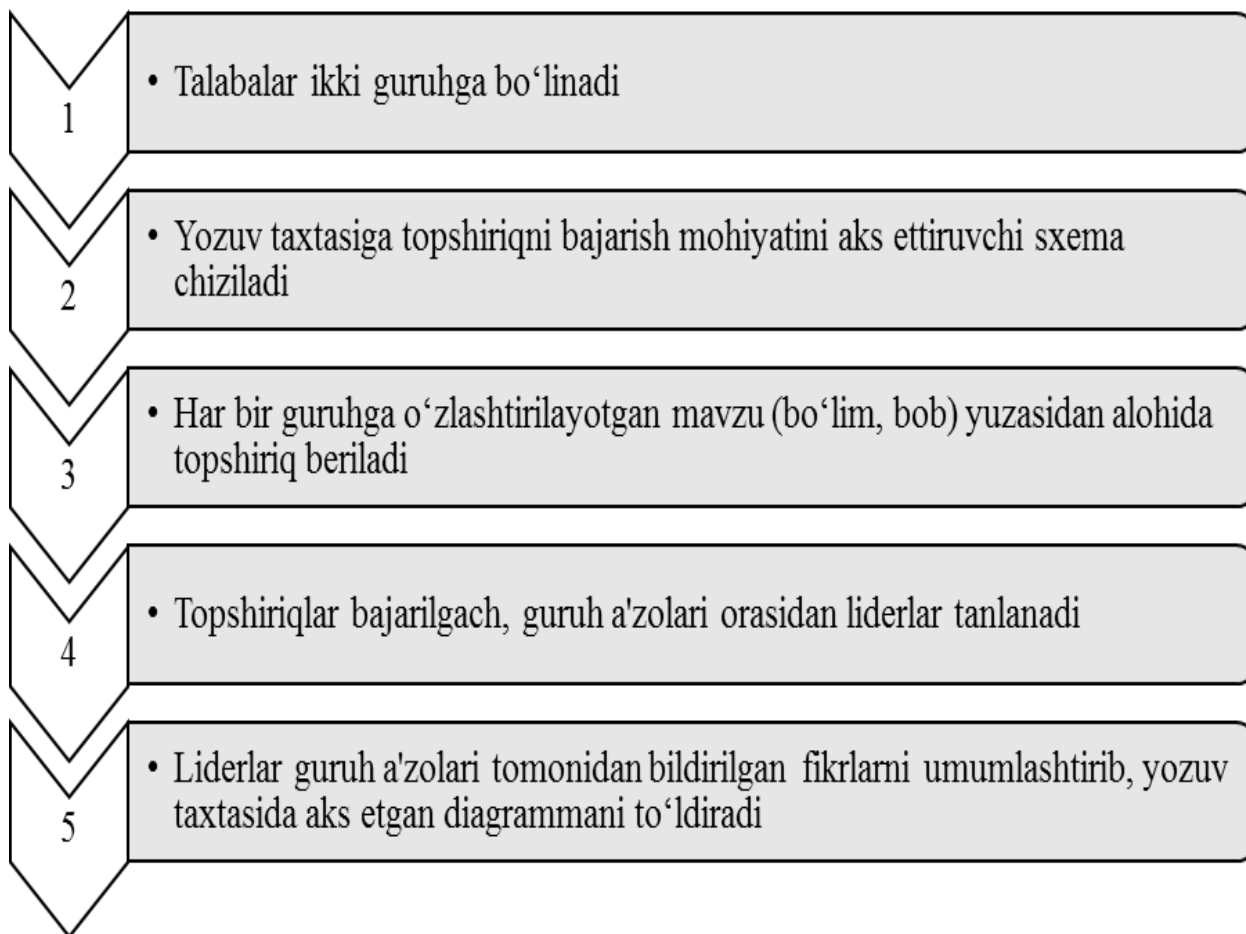 1
• Talabalar ikki guruhga bo‘linadi
2
• Yozuv taxtasiga topshiriqni bajarish mohiyatini aks ettiruvchi sxema
chiziladi
3
• Har bir guruhga o‘zlashtirilayotgan mavzu (bo‘lim, bob) yuzasidan alohida
topshiriq beriladi
4
• Topshiriqlar bajarilgach, guruh a'zolari orasidan liderlar tanlanadi
5
• Liderlar guruh a'zolari tomonidan bildirilgan fikrlarni umumlashtirib, yozuv
taxtasida aks etgan diagrammani to‘ldiradi